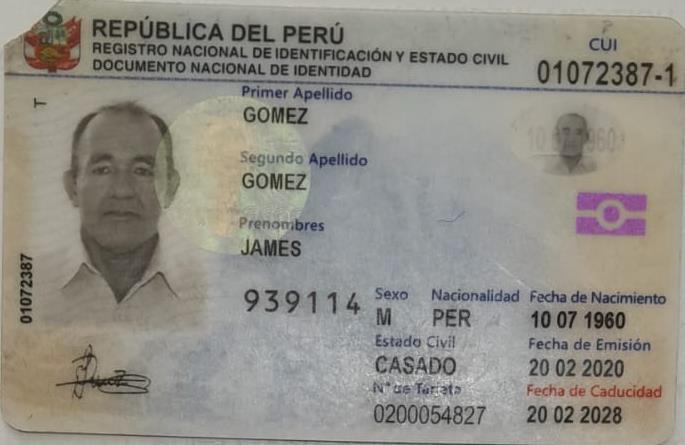 REPÚBLICA DEL PERÚ
REGISTRO NACIONAL DE IDENTIFICACIÓN Y ESTADO CIVIL
DOCUMENTO NACIONAL DE IDENTIDAD
CUI
01072387-1
T
Primer Apellido
GOMEZ
Segundo Apellido
GOMEZ
Prenombres
JAMES
10 07 1960
01072387
939114
Sexo Nacionalidad Fecha de Nacimiento
M PER 10 07 1960
Estado Civil Fecha de Emisión
CASADO 20 02 2020
N° de Tarjeta Fecha de Caducidad
0200054827 20 02 2028